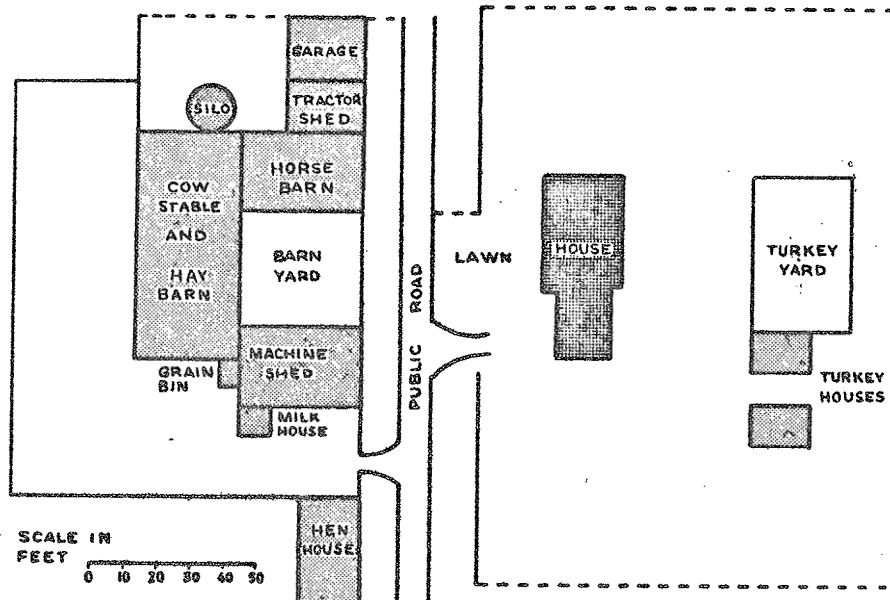 GARAGE
TRACTOR
SHED
SILO
HORSE
BARN
COW
STABLE
AND
HAY
BARN
BARN
YARD
MACHINE
SHED
GRAIN
BIN
MILK
HOUSE
HEN
HOUSE
PUBLIC ROAD
LAWN
HOUSE
TURKEY
YARD
TURKEY
HOUSES
SCALE IN
FEET
0 10 20 30 40 50